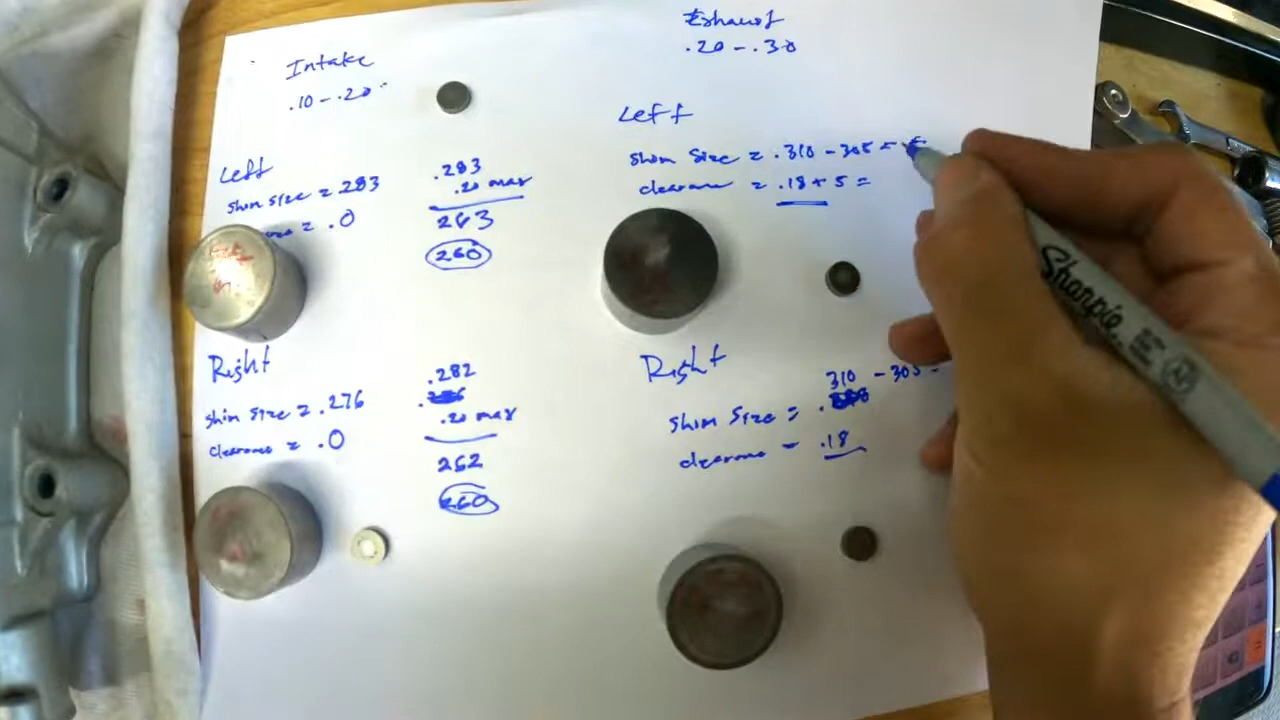 Intake
.10 - .20
Exhaust
.20 - .30
Left
shim size = 283
= .0
.283
.20 max
263
260
Left
shim size = .310 - 305 =
clearance = .18 + 5 =
Right
shim size = .276
clearance = .0
.282
.20 max
262
260
Right
310 - 305 -
shim size = .
clearance - .18
Sharpie